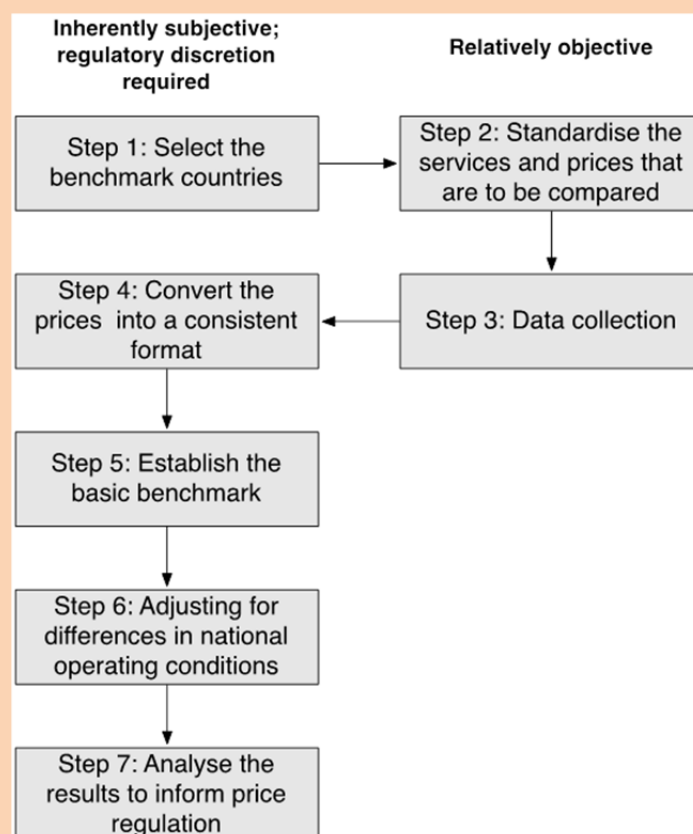 Inherently subjective;
regulatory discretion
required
Relatively objective
Step 1: Select the
benchmark countries
Step 2: Standardise the
services and prices that
are to be compared
Step 4: Convert the
prices into a consistent
format
Step 3: Data collection
Step 5: Establish the
basic benchmark
Step 6: Adjusting for
differences in national
operating conditions
Step 7: Analyse the
results to inform price
regulation